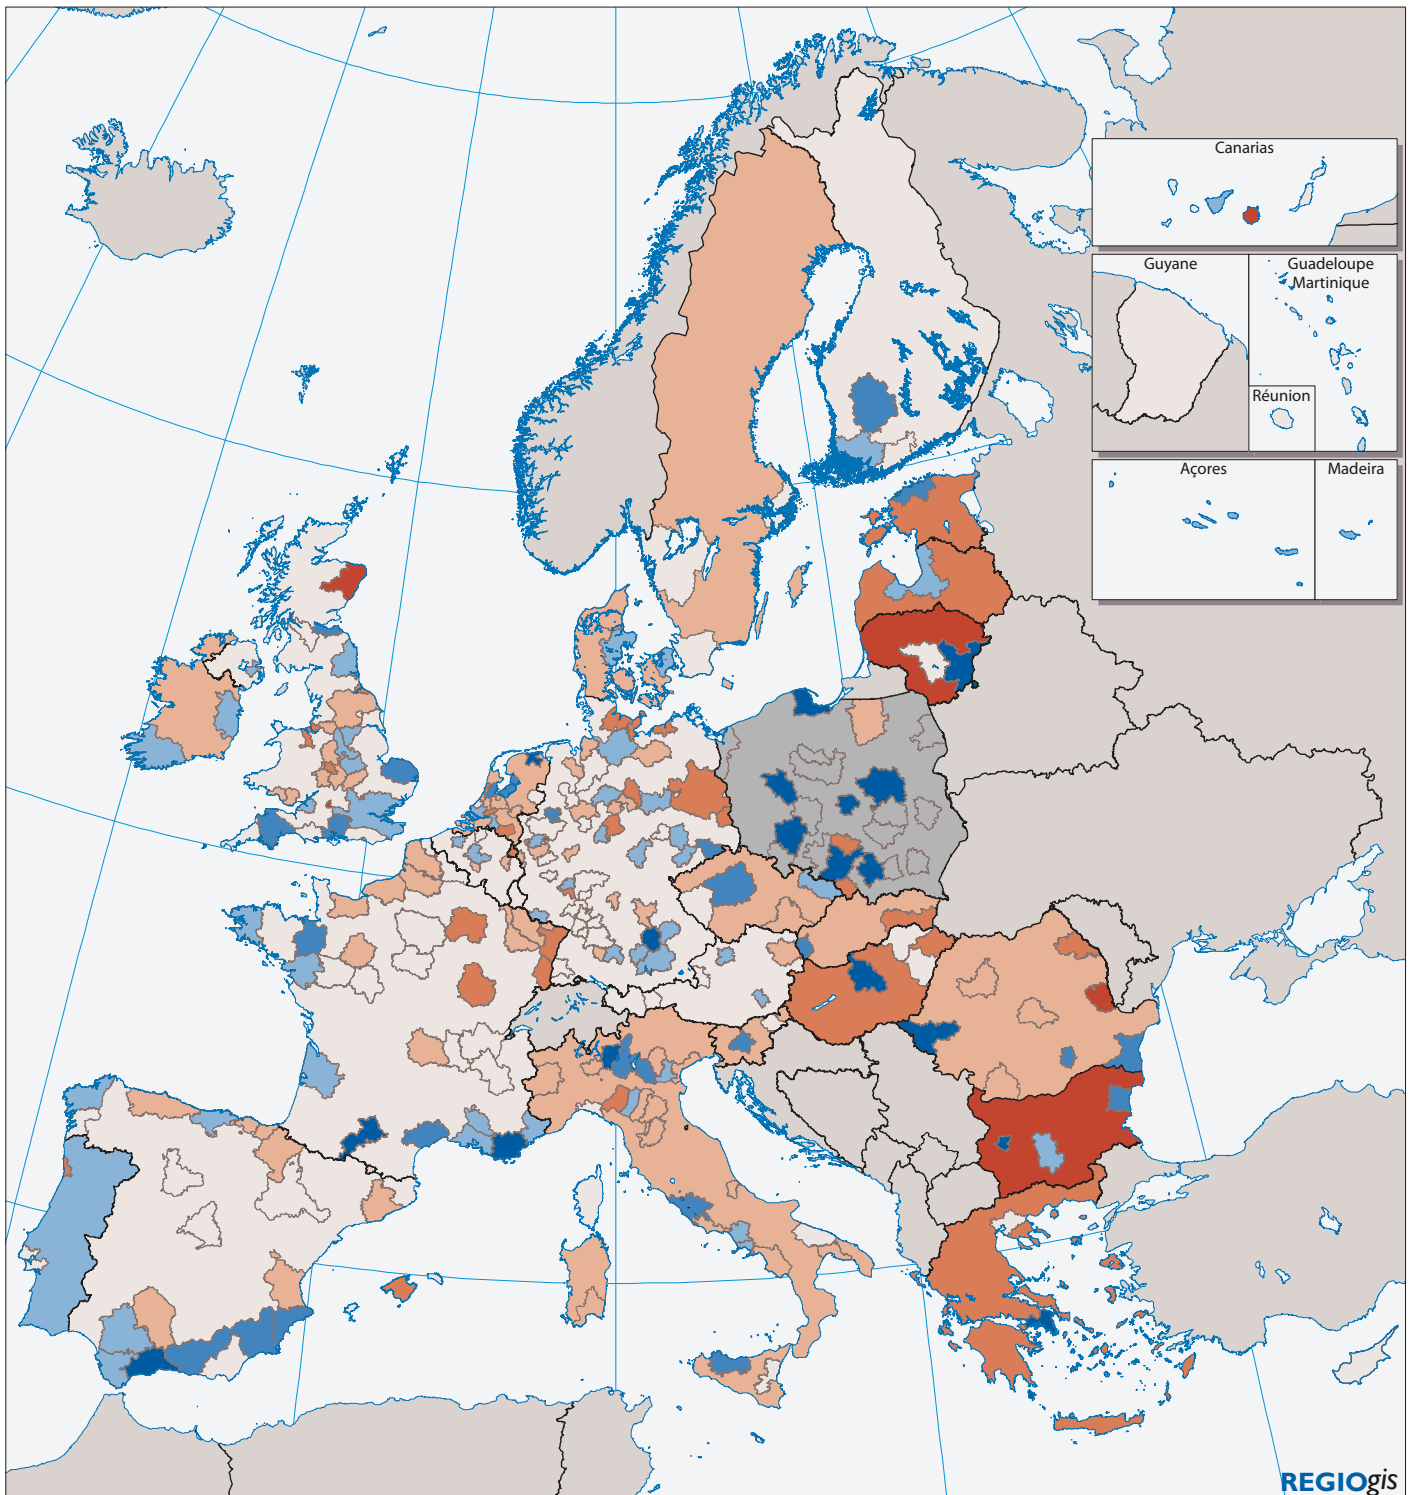 Canarias
Guyane
Guadeloupe
Martinique
Réunion
Açores
Madeira
REGIOgis